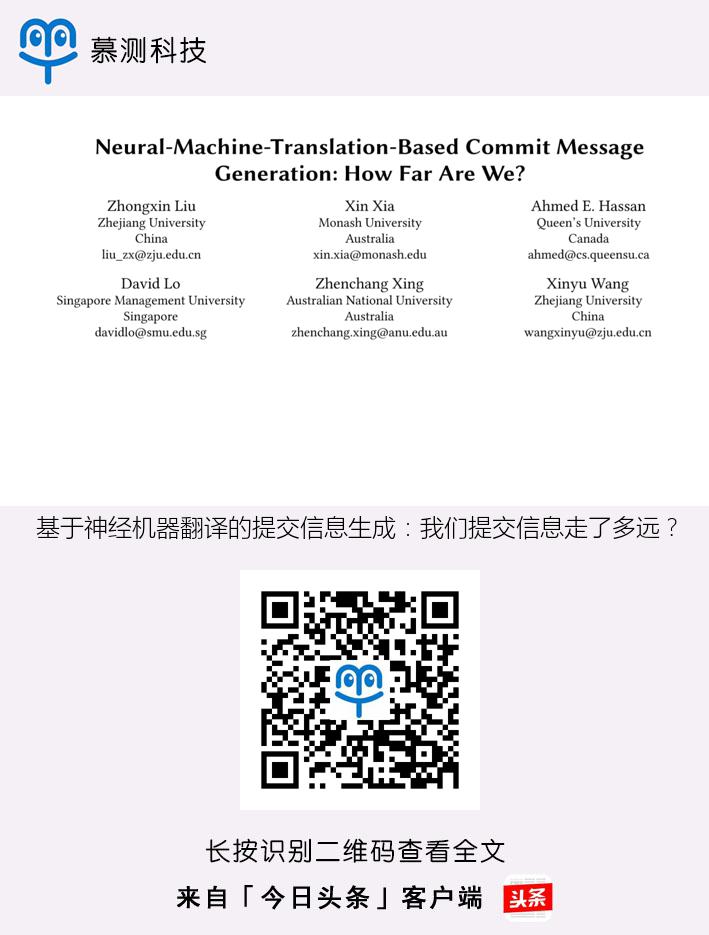 慕测科技
Neural-Machine-Translation-Based Commit Message
Generation: How Far Are We?
Zhongxin Liu
Zhejiang University
China
liu_zx@zju.edu.cn
Xin Xia
Monash University
Australia
xin.xia@monash.edu
Ahmed E. Hassan
Queen's University
Canada
ahmed@cs.queensu.ca
David Lo
Singapore Management University
Singapore
davidlo@smu.edu.sg
Zhenchang Xing
Australian National University
Australia
zhenchang.xing@anu.edu.au
Xinyu Wang
Zhejiang University
China
wangxinyu@zju.edu.cn
基于神经机器翻译的提交信息生成：我们提交信息走了多远？
长按识别二维码查看全文
来自「今日头条」客户端
头条